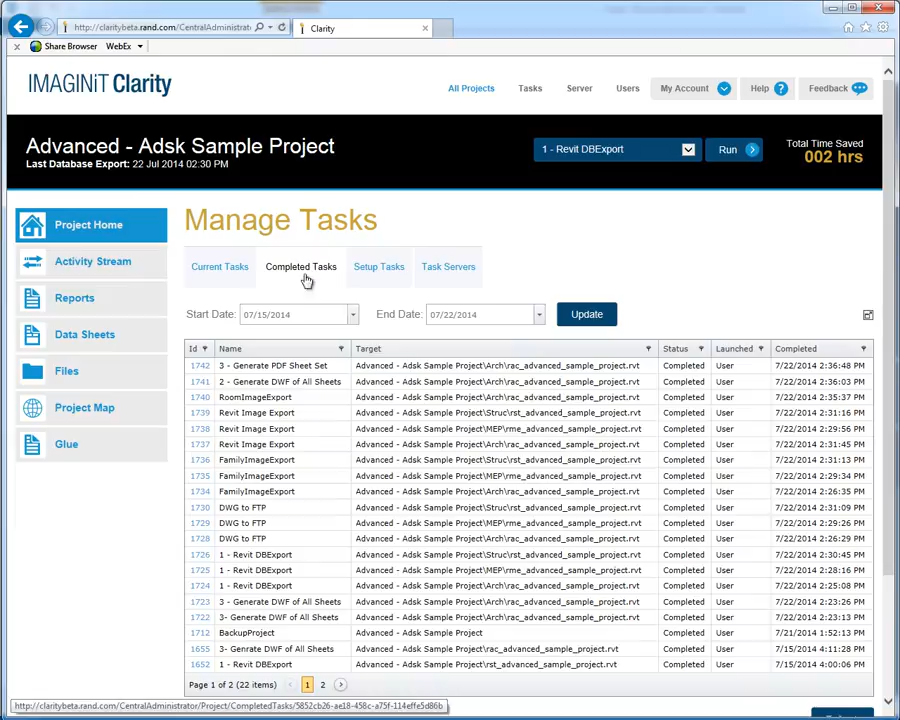 http://claritybeta.rand.com/CentralAdministrat
Clarity
Share Browser WebEx
IMAGINiT Clarity
All Projects Tasks Server Users My Account Help ? Feedback
Advanced - Adsk Sample Project
Last Database Export: 22 Jul 2014 02:30 PM
1 - Revit DBExport
Run
Total Time Saved
002 hrs
Project Home
Activity Stream
Reports
Data Sheets
Files
Project Map
Glue
Manage Tasks
Current Tasks Completed Tasks Setup Tasks Task Servers
Start Date: 07/15/2014 End Date: 07/22/2014 Update
Id Name Target Status Launched Completed
1742 3 - Generate PDF Sheet Set Advanced - Adsk Sample Project\Arch\rac_advanced_sample_project.rvt Completed User 7/22/2014 2:36:48 PM
1741 2 - Generate DWF of All Sheets Advanced - Adsk Sample Project\Arch\rac_advanced_sample_project.rvt Completed User 7/22/2014 2:36:03 PM
1740 RoomImageExport Advanced - Adsk Sample Project\Arch\rac_advanced_sample_project.rvt Completed User 7/22/2014 2:35:37 PM
1739 Revit Image Export Advanced - Adsk Sample Project\Struc\rst_advanced_sample_project.rvt Completed User 7/22/2014 2:31:16 PM
1738 Revit Image Export Advanced - Adsk Sample Project\MEP\rme_advanced_sample_project.rvt Completed User 7/22/2014 2:29:56 PM
1737 Revit Image Export Advanced - Adsk Sample Project\Arch\rac_advanced_sample_project.rvt Completed User 7/22/2014 2:31:45 PM
1736 FamilyImageExport Advanced - Adsk Sample Project\Struc\rst_advanced_sample_project.rvt Completed User 7/22/2014 2:31:13 PM
1735 FamilyImageExport Advanced - Adsk Sample Project\MEP\rme_advanced_sample_project.rvt Completed User 7/22/2014 2:29:34 PM
1734 FamilyImageExport Advanced - Adsk Sample Project\Arch\rac_advanced_sample_project.rvt Completed User 7/22/2014 2:26:35 PM
1730 DWG to FTP Advanced - Adsk Sample Project\Struc\rst_advanced_sample_project.rvt Completed User 7/22/2014 2:31:09 PM
1729 DWG to FTP Advanced - Adsk Sample Project\MEP\rme_advanced_sample_project.rvt Completed User 7/22/2014 2:29:26 PM
1728 DWG to FTP Advanced - Adsk Sample Project\Arch\rac_advanced_sample_project.rvt Completed User 7/22/2014 2:26:29 PM
1726 1 - Revit DBExport Advanced - Adsk Sample Project\Struc\rst_advanced_sample_project.rvt Completed User 7/22/2014 2:30:45 PM
1725 1 - Revit DBExport Advanced - Adsk Sample Project\MEP\rme_advanced_sample_project.rvt Completed User 7/22/2014 2:28:16 PM
1724 1 - Revit DBExport Advanced - Adsk Sample Project\Arch\rac_advanced_sample_project.rvt Completed User 7/22/2014 2:25:08 PM
1723 3 - Generate DWF of All Sheets Advanced - Adsk Sample Project\Arch\rac_advanced_sample_project.rvt Completed User 7/22/2014 2:23:26 PM
1722 3- Generate DWF of All Sheets Advanced - Adsk Sample Project\Arch\rac_advanced_sample_project.rvt Completed User 7/22/2014 2:23:13 PM
1712 BackupProject Advanced - Adsk Sample Project Completed User 7/21/2014 1:52:13 PM
1655 3- Genrate DWF of All Sheets Advanced - Adsk Sample Project\rac_advanced_sample_project.rvt Completed User 7/15/2014 4:11:28 PM
1652 1 - Revit DBExport Advanced - Adsk Sample Project\rst_advanced_sample_project.rvt Completed User 7/15/2014 4:00:06 PM
Page 1 of 2 (22 items) 1 2
http://claritybeta.rand.com/CentralAdministrator/Project/CompletedTasks/5852cb26-ae18-458c-a75f-114effe5d86b